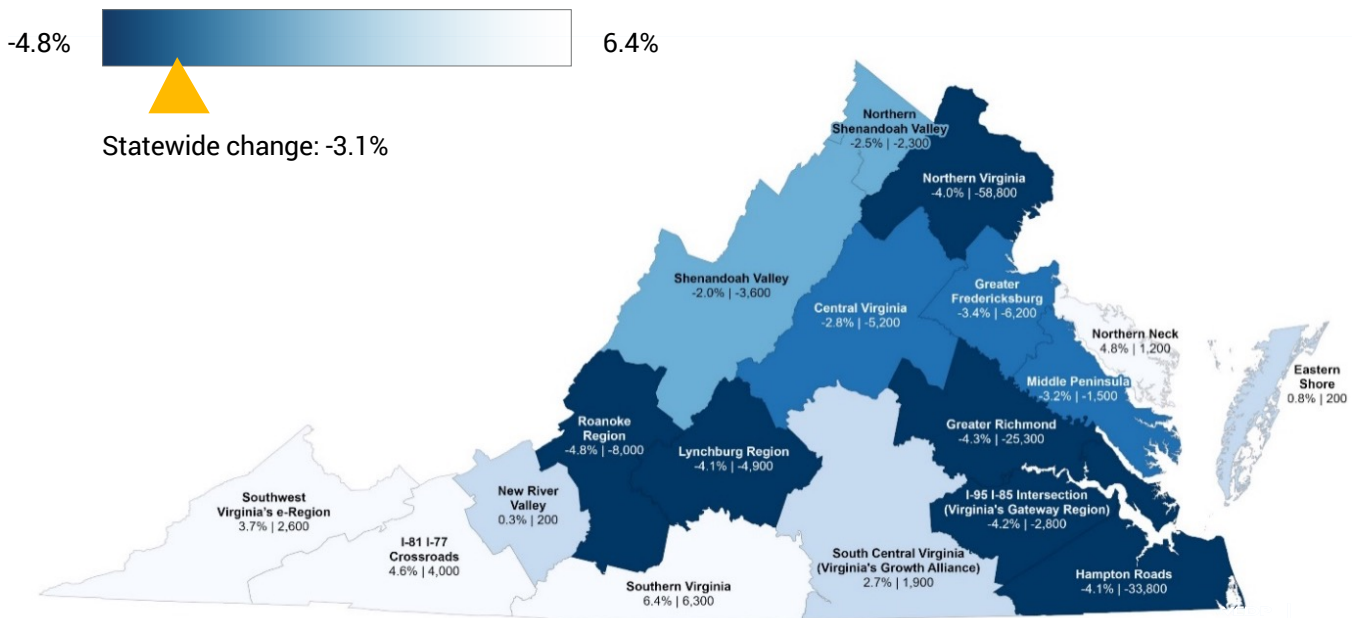 -4.8%
6.4%
Statewide change: -3.1%
Northern
Shenandoah Valley
-2.5% | -2,300
Northern Virginia
-4.0% | -58,800
Shenandoah Valley
-2.0% | -3,600
Central Virginia
-2.8% | -5,200
Greater
Fredericksburg
-3.4% | -6,200
Northern Neck
4.8% | 1,200
Eastern
Shore
0.8% | 200
Middle Peninsula
-3.2% | -1,500
Roanoke
Region
-4.8% | -8,000
Lynchburg Region
-4.1% | -4,900
Greater Richmond
-4.3% | -25,300
Southwest
Virginia's e-Region
3.7% | 2,600
New River
Valley
0.3% | 200
I-95 I-85 Intersection
(Virginia's Gateway Region)
-4.2% | -2,800
I-81 I-77
Crossroads
4.6% | 4,000
Southern Virginia
6.4% | 6,300
South Central Virginia
(Virginia's Growth Alliance)
2.7% | 1,900
Hampton Roads
-4.1% | -33,800